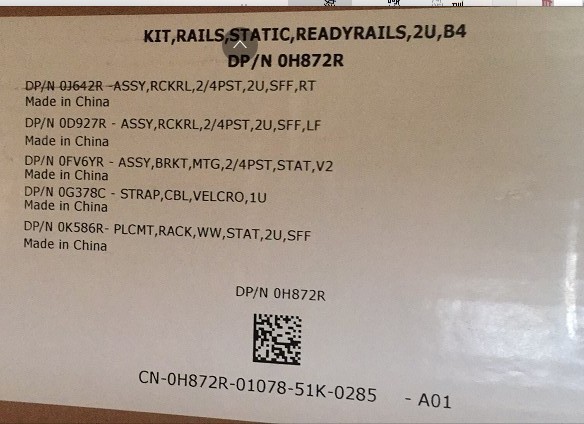 KIT,RAILS,STATIC,READYRAILS,2U,B4
DP/N 0H872R
DP/N 0J642R -ASSY,RCKRL,2/4PST,2U,SFF,RT
Made in China
DP/N 0D927R - ASSY,RCKRL,2/4PST,2U,SFF,LF
Made in China
DP/N 0FV6YR - ASSY,BRKT,MTG,2/4PST,STAT,V2
Made in China
DP/N 0G378C - STRAP,CBL,VELCRO,1U
Made in China
DP/N 0K586R- PLCMT,RACK,WW,STAT,2U,SFF
Made in China
DP/N 0H872R
CN-0H872R-01078-51K-0285 - A01